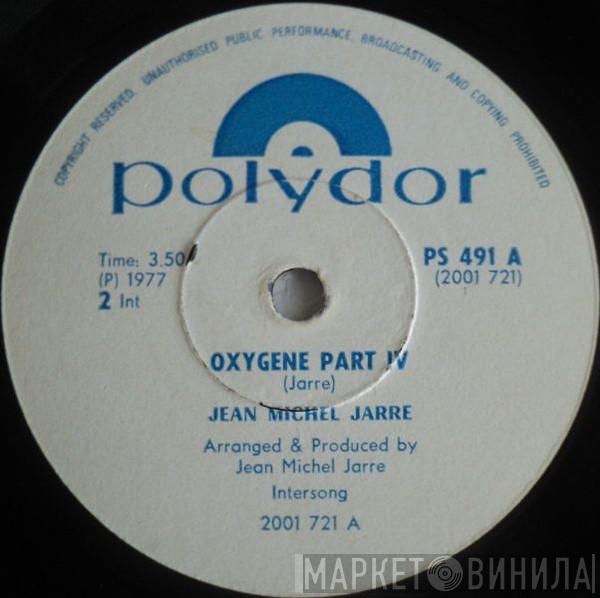 COPYRIGHT RESERVED. UNAUTHORISED PUBLIC PERFORMANCE, BROADCASTING AND COPYING PROHIBITED
polydor
Time: 3.50
(P) 1977
2 Int
PS 491 A
(2001 721)
OXYGENE PART IV
(Jarre)
JEAN MICHEL JARRE
Arranged & Produced by
Jean Michel Jarre
Intersong
2001 721 A
МАРКЕТ ВИНИЛА